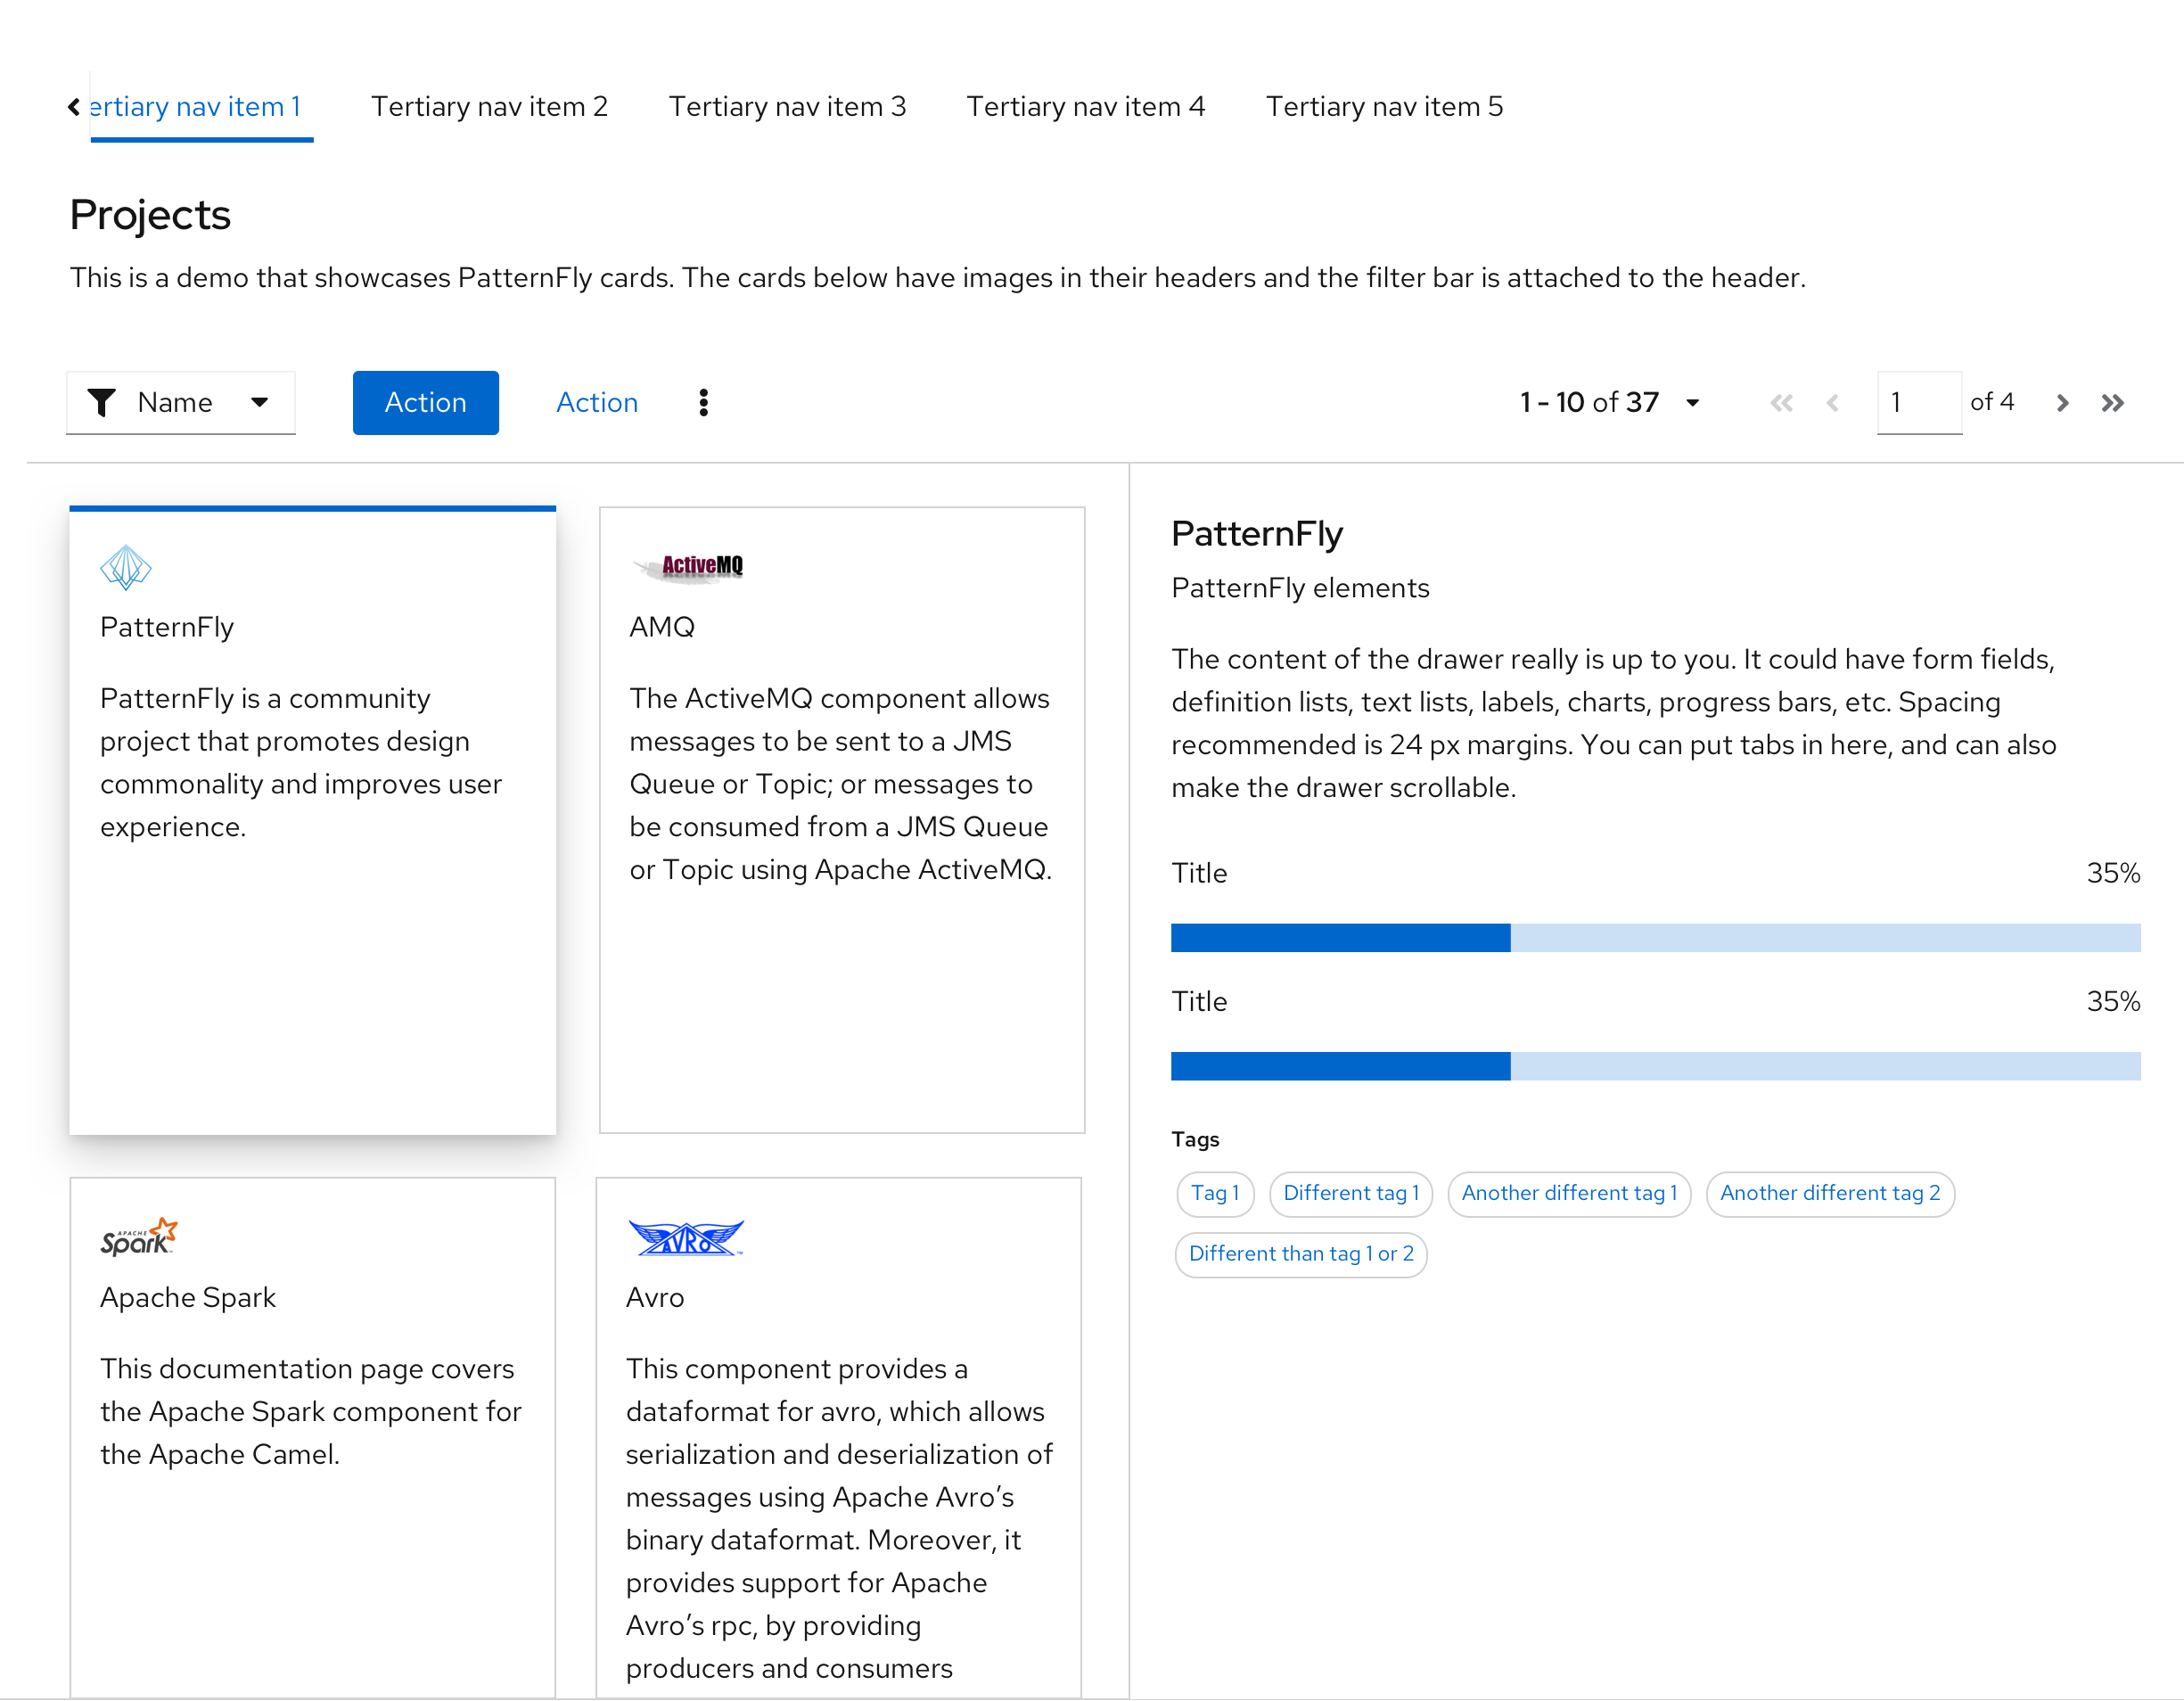 ertiary nav item 1 Tertiary nav item 2 Tertiary nav item 3 Tertiary nav item 4 Tertiary nav item 5
Projects
This is a demo that showcases PatternFly cards. The cards below have images in their headers and the filter bar is attached to the header.
Name Action Action 1 - 10 of 37 1 of 4
PatternFly
PatternFly is a community
project that promotes design
commonality and improves user
experience.
ActiveMQ
AMQ
The ActiveMQ component allows
messages to be sent to a JMS
Queue or Topic; or messages to
be consumed from a JMS Queue
or Topic using Apache ActiveMQ.
APACHE
Spark™
Apache Spark
This documentation page covers
the Apache Spark component for
the Apache Camel.
AVRO™
Avro
This component provides a
dataformat for avro, which allows
serialization and deserialization of
messages using Apache Avro’s
binary dataformat. Moreover, it
provides support for Apache
Avro’s rpc, by providing
producers and consumers
PatternFly
PatternFly elements
The content of the drawer really is up to you. It could have form fields,
definition lists, text lists, labels, charts, progress bars, etc. Spacing
recommended is 24 px margins. You can put tabs in here, and can also
make the drawer scrollable.
Title 35%
Title 35%
Tags
Tag 1 Different tag 1 Another different tag 1 Another different tag 2
Different than tag 1 or 2